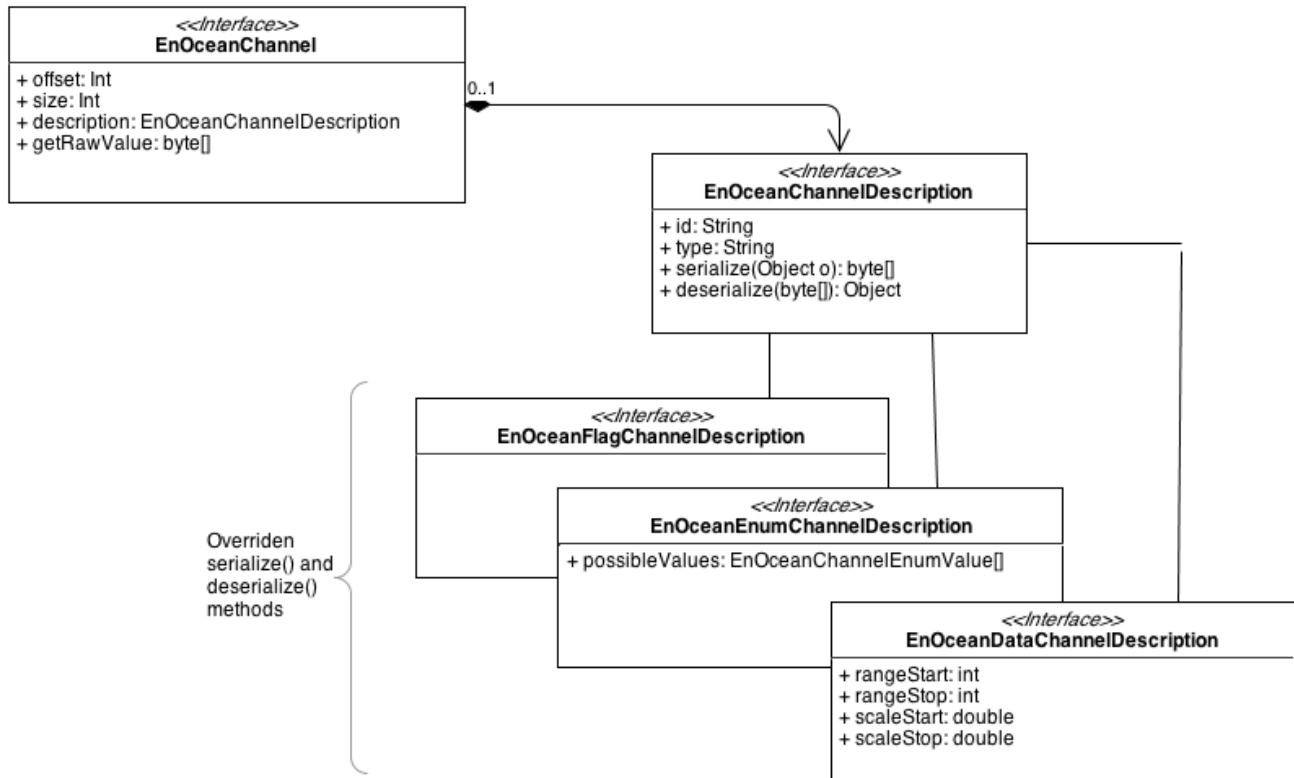 <<Interface>>
EnOceanChannel
+ offset: Int
+ size: Int
+ description: EnOceanChannelDescription
+ getRawValue: byte[]
0..1
<<Interface>>
EnOceanChannelDescription
+ id: String
+ type: String
+ serialize(Object o): byte[]
+ deserialize(byte[]): Object
<<Interface>>
EnOceanFlagChannelDescription
<<Interface>>
EnOceanEnumChannelDescription
+ possibleValues: EnOceanChannelEnumValue[]
Overriden
serialize() and
deserialize()
methods
<<Interface>>
EnOceanDataChannelDescription
+ rangeStart: int
+ rangeStop: int
+ scaleStart: double
+ scaleStop: double